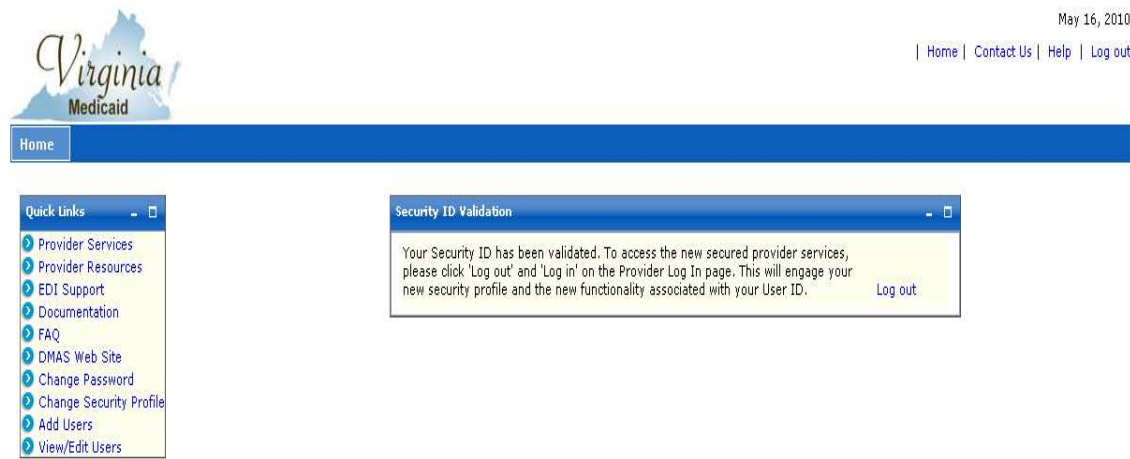 May 16, 2010
| Home | Contact Us | Help | Log out
Virginia
Medicaid
Home
Quick Links
Provider Services
Provider Resources
EDI Support
Documentation
FAQ
DMAS Web Site
Change Password
Change Security Profile
Add Users
View/Edit Users
Security ID Validation
Your Security ID has been validated. To access the new secured provider services,
please click 'Log out' and 'Log in' on the Provider Log In page. This will engage your
new security profile and the new functionality associated with your User ID.
Log out